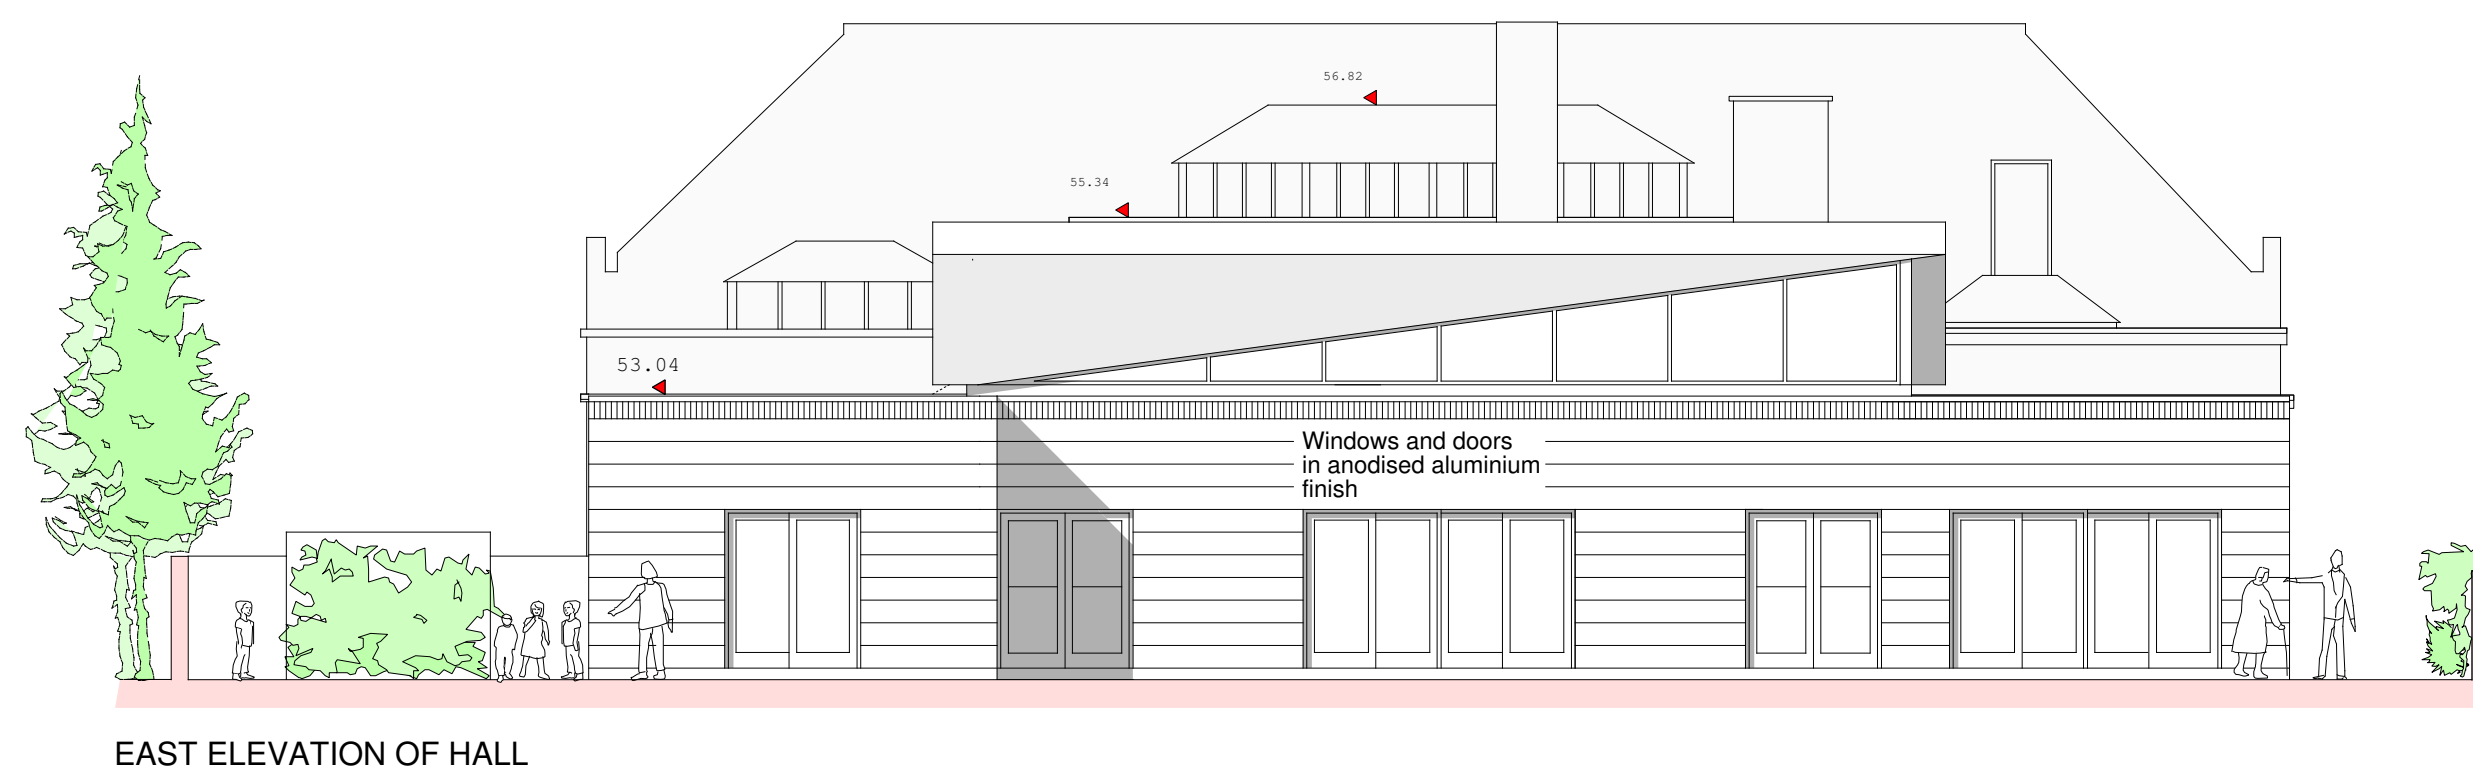 56.82
55.34
53.04
Windows and doors
in anodised aluminium
finish
EAST ELEVATION OF HALL